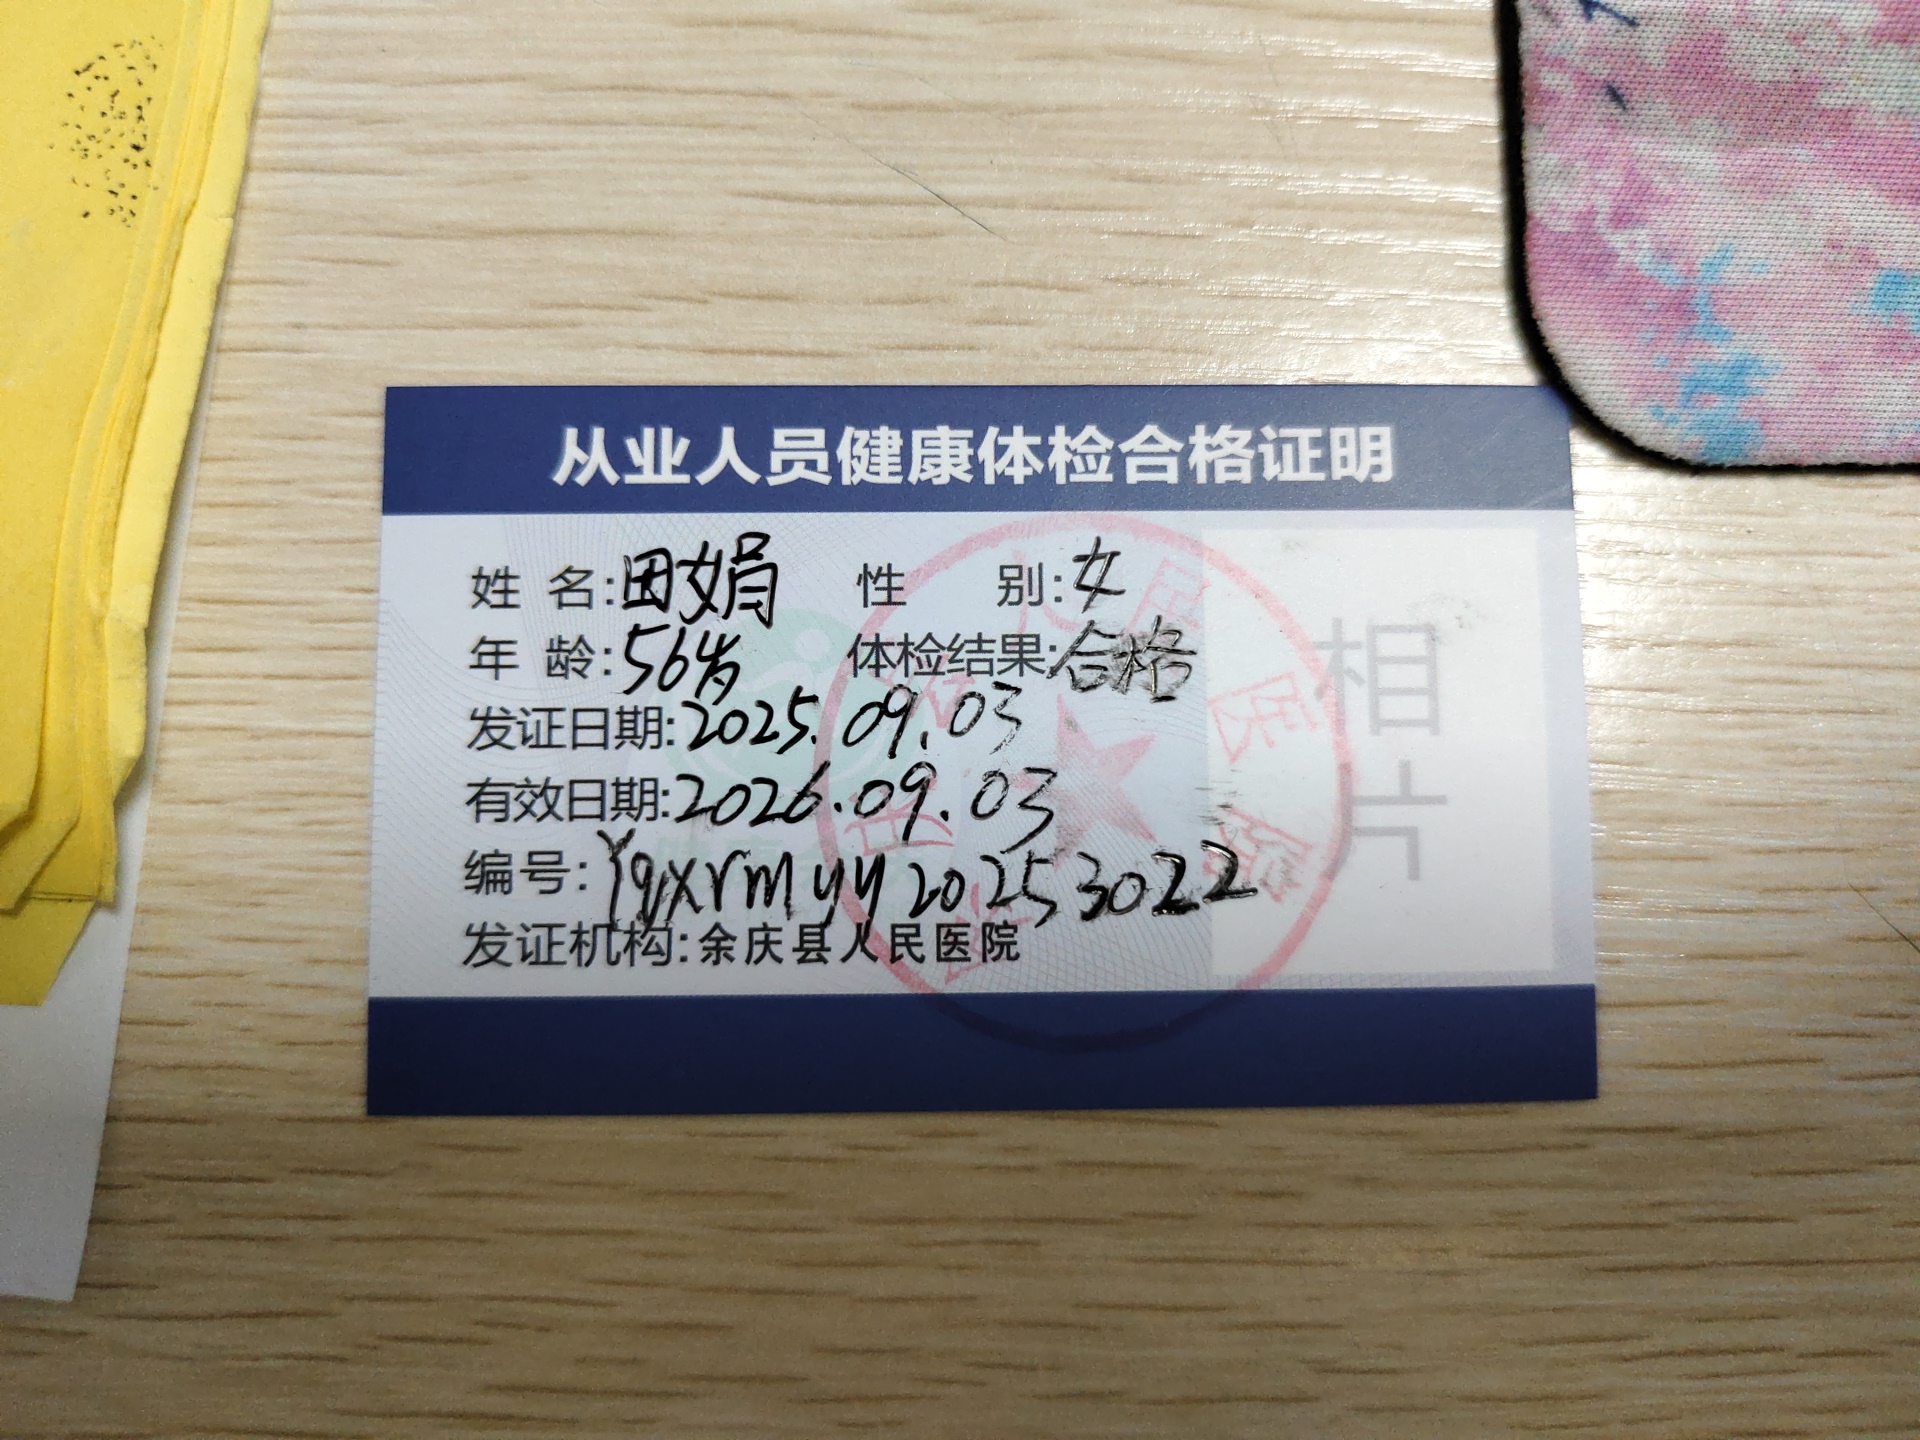 从业人员健康体检合格证明
姓 名:田娟 性 别:女
年 龄:56岁 体检结果:合格
发证日期:2025.09.03
有效日期:2026.09.03
编号:Yqxrmyy20253022
发证机构:余庆县人民医院
相
片